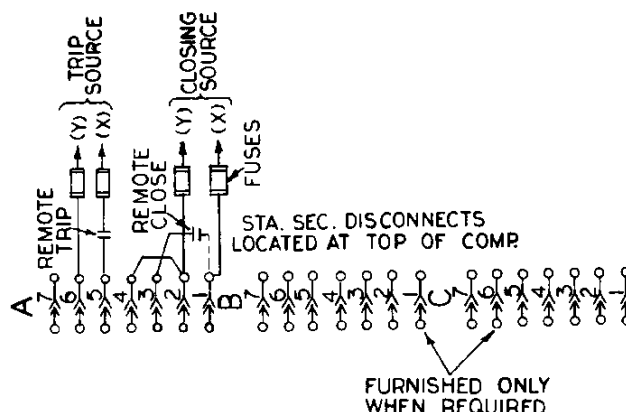 TRIP
SOURCE
(Y)
(X)
CLOSING
SOURCE
(Y)
(X)
REMOTE
TRIP
REMOTE
CLOSE
FUSES
STA. SEC. DISCONNECTS
LOCATED AT TOP OF COMP.
A
7
6
5
4
3
2
1
B
7
6
5
4
3
2
1
C
7
6
5
4
3
2
1
FURNISHED ONLY
WHEN REQUIRED